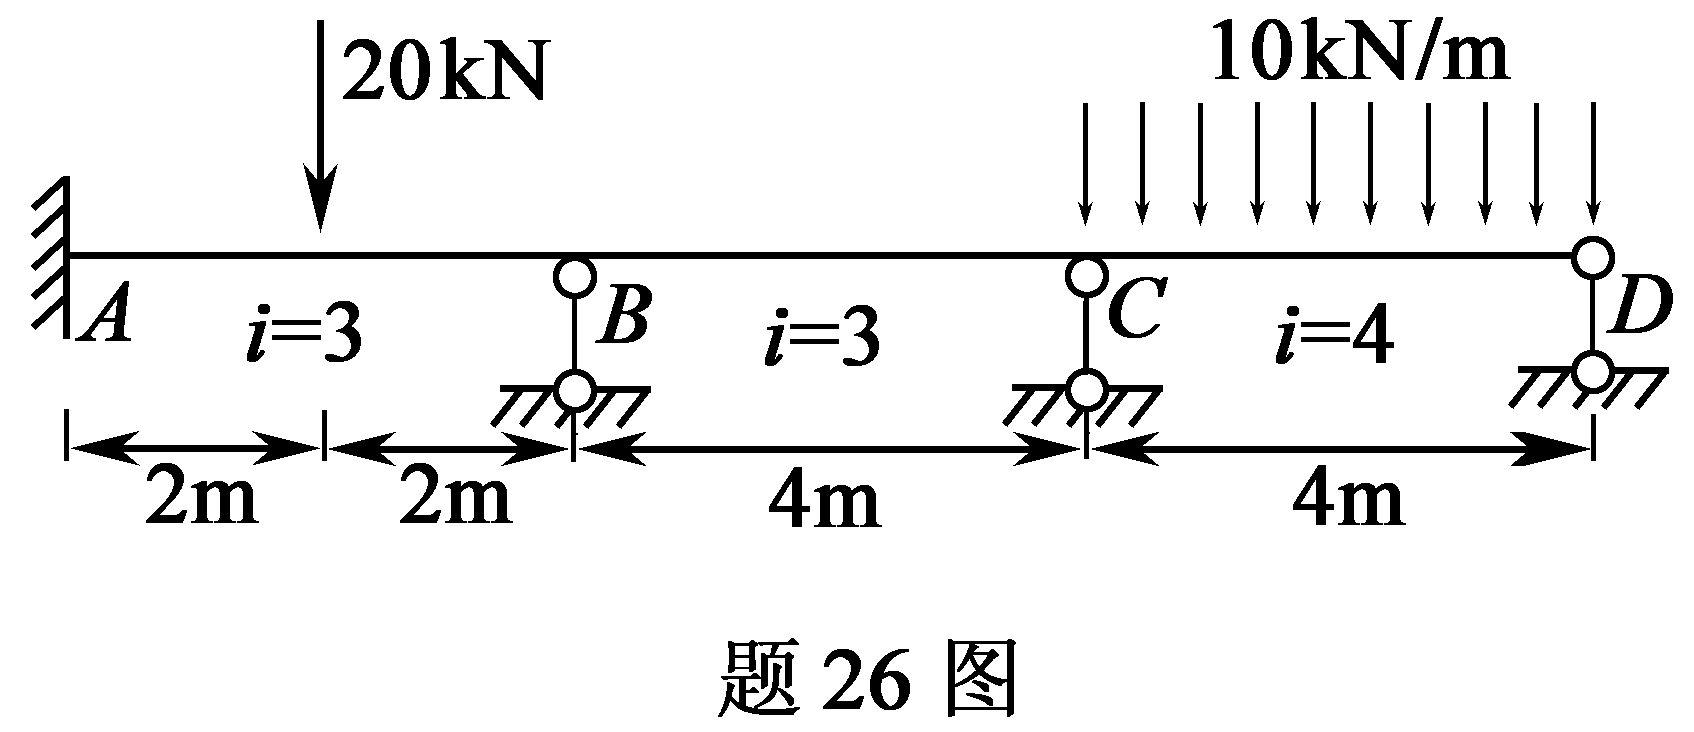 20kN
10kN/m
A
i=3
B
i=3
C
i=4
D
2m
2m
4m
4m
题 26 图